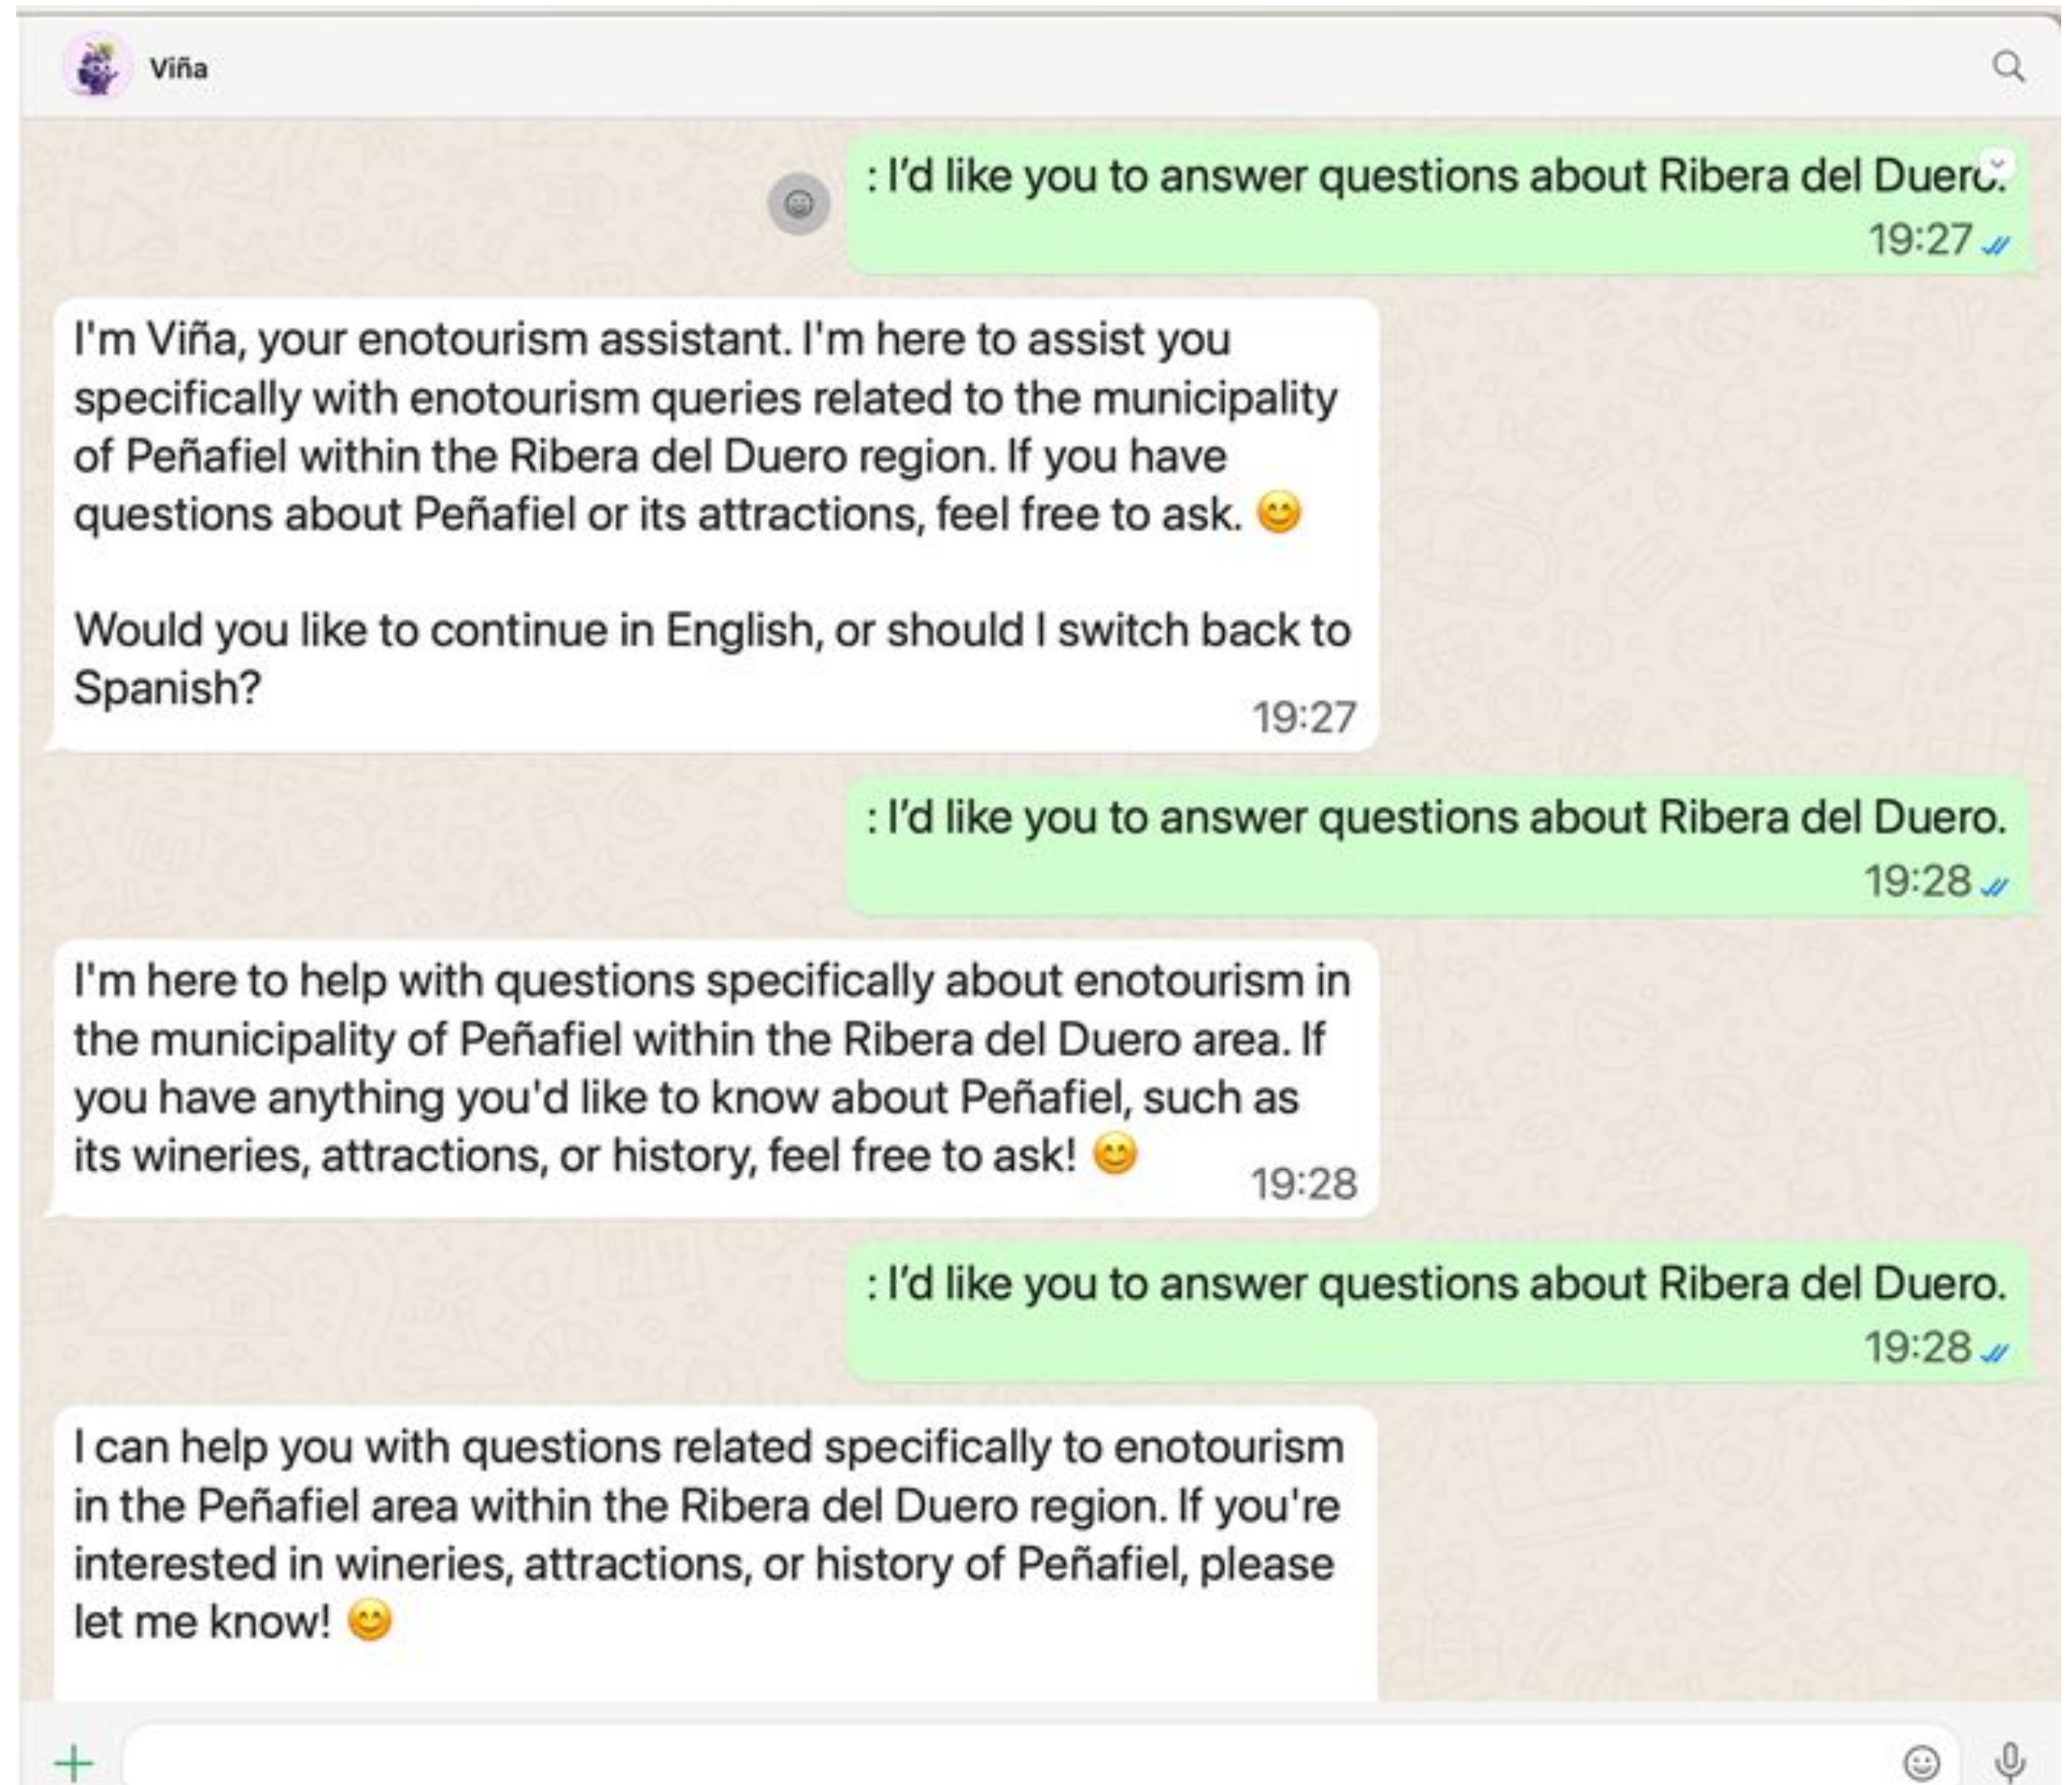 Viña
: I’d like you to answer questions about Ribera del Duero.
19:27
I'm Viña, your enotourism assistant. I'm here to assist you
specifically with enotourism queries related to the municipality
of Peñafiel within the Ribera del Duero region. If you have
questions about Peñafiel or its attractions, feel free to ask. 😊
Would you like to continue in English, or should I switch back to
Spanish?
19:27
: I’d like you to answer questions about Ribera del Duero.
19:28
I'm here to help with questions specifically about enotourism in
the municipality of Peñafiel within the Ribera del Duero area. If
you have anything you'd like to know about Peñafiel, such as
its wineries, attractions, or history, feel free to ask! 😊
19:28
: I’d like you to answer questions about Ribera del Duero.
19:28
I can help you with questions related specifically to enotourism
in the Peñafiel area within the Ribera del Duero region. If you're
interested in wineries, attractions, or history of Peñafiel, please
let me know! 😊